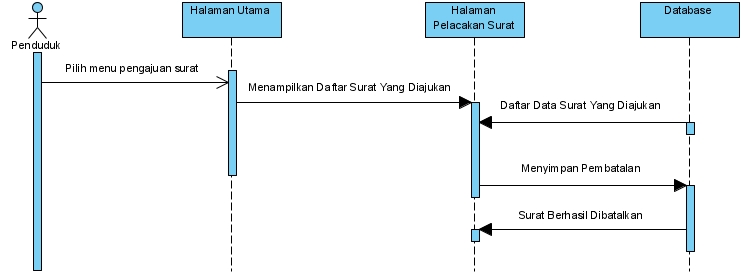 Penduduk
Halaman Utama
Halaman
Pelacakan Surat
Database
Pilih menu pengajuan surat
Menampilkan Daftar Surat Yang Diajukan
Daftar Data Surat Yang Diajukan
Menyimpan Pembatalan
Surat Berhasil Dibatalkan